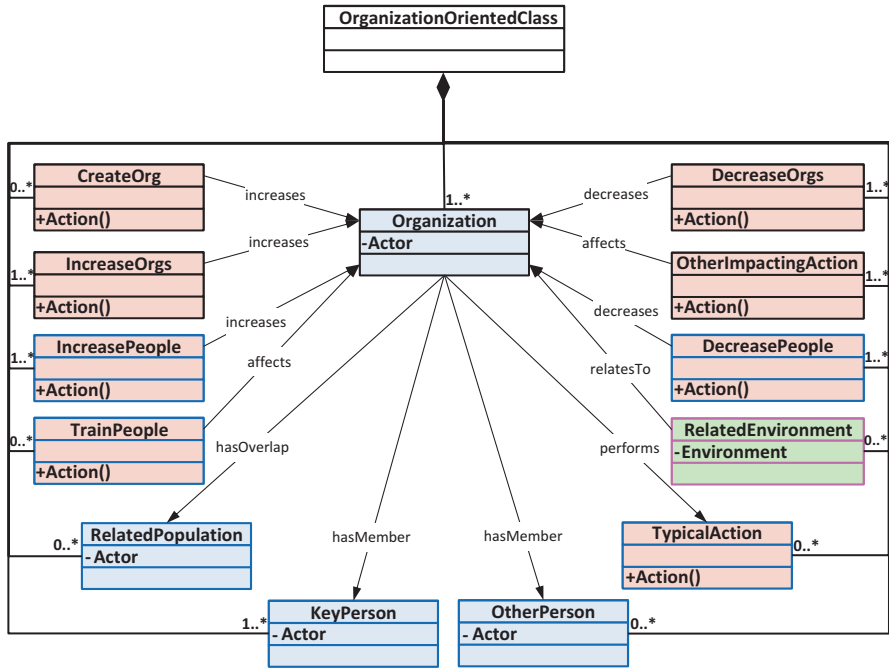 OrganizationOrientedClass
CreateOrg
+Action()
0..*
increases
DecreaseOrgs
+Action()
1..*
decreases
1..*
Organization
-Actor
IncreaseOrgs
+Action()
1..*
increases
OtherImpactingAction
+Action()
1..*
affects
IncreasePeople
+Action()
1..*
increases
DecreasePeople
+Action()
1..*
decreases
TrainPeople
+Action()
0..*
affects
RelatedEnvironment
-Environment
0..*
relatesTo
hasOverlap
performs
RelatedPopulation
- Actor
0..*
hasMember
hasMember
TypicalAction
+Action()
0..*
KeyPerson
- Actor
1..*
OtherPerson
- Actor
0..*